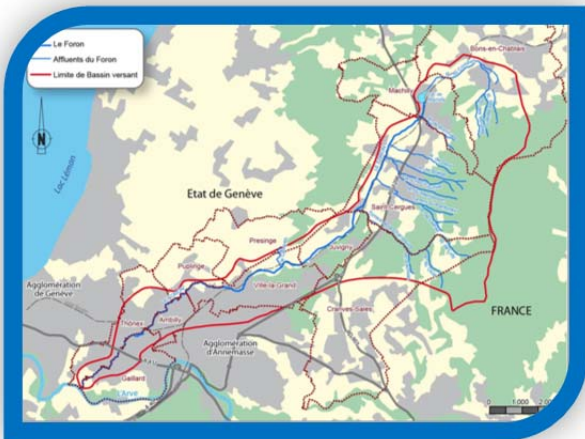 Le Foron
Affluents du Foron
Limite de Bassin versant
N
Lac Léman
Etat de Genève
Bons-en-Chablais
Machilly
Saint-Cergues
Juvigny
Presinge
Puplinge
Ville-la-Grand
Agglomération
de Genève
Thônex
Ambilly
Cranves-Sales
FRANCE
Agglomération
d'Annemasse
Gaillard
L'Arve
0
1 000